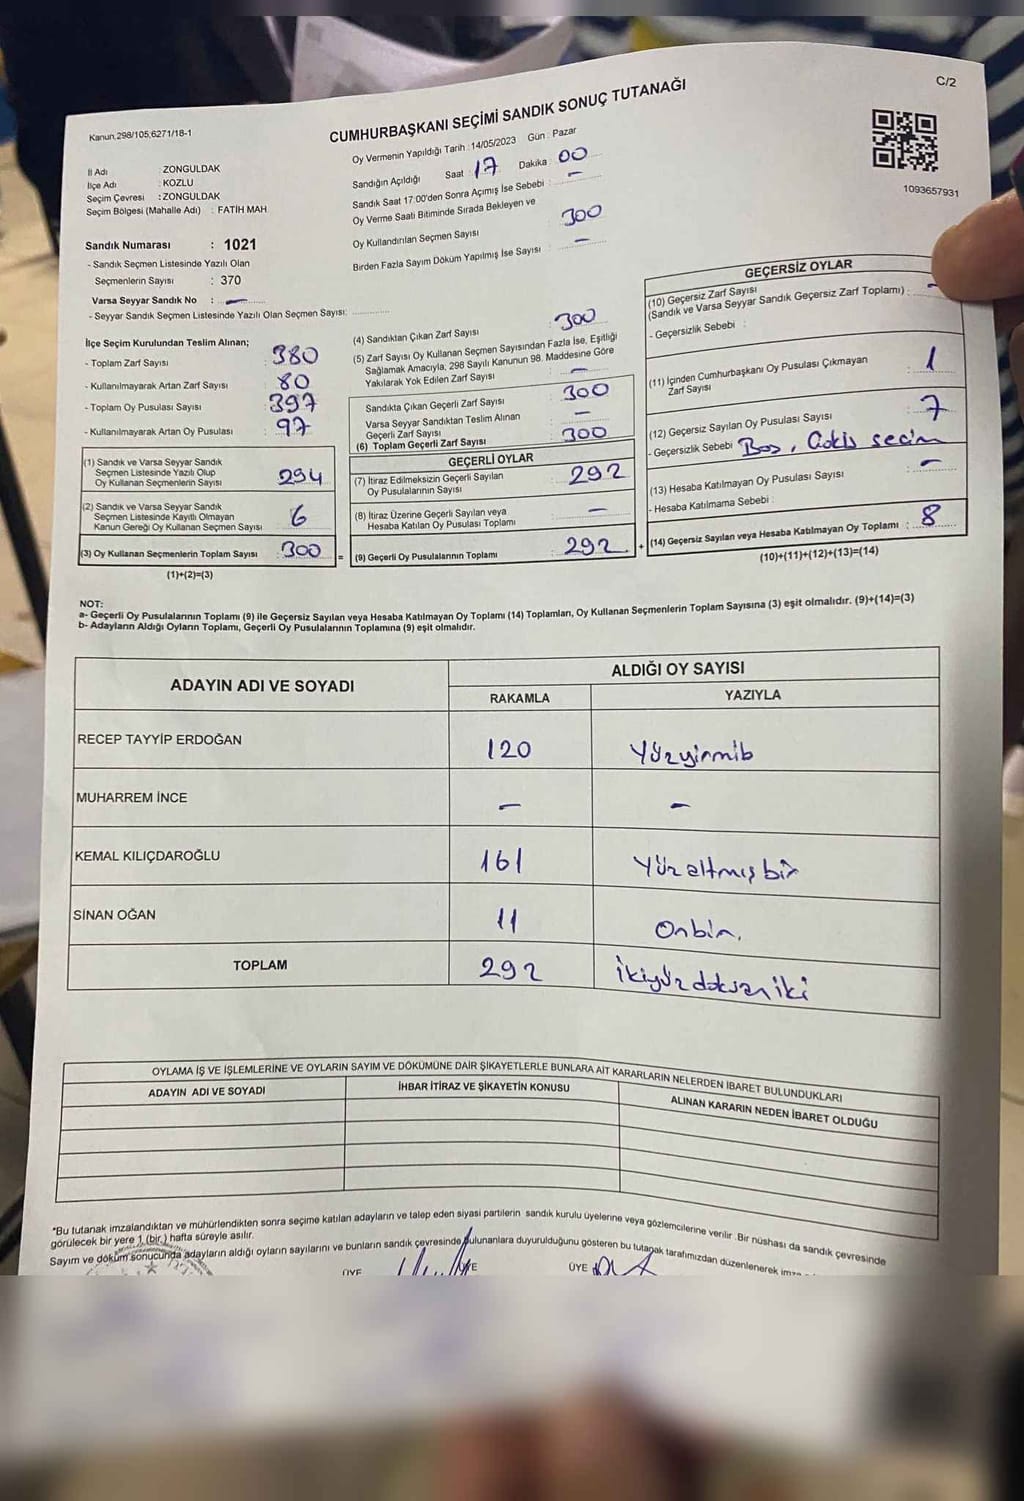 C/2
Kanun,298/105,6271/18-1
CUMHURBAŞKANI SEÇİMİ SANDIK SONUÇ TUTANAĞI
Oy Vermenin Yapıldığı Tarih : 14/05/2023 Gün : Pazar
1093657931
İl Adı : ZONGULDAK
İlçe Adı : KOZLU
Seçim Çevresi : ZONGULDAK
Seçim Bölgesi (Mahalle Adı) : FATİH MAH.
Sandığın Açıldığı Saat : 17 Dakika : 00
Sandık Saat 17:00'den Sonra Açımış İse Sebebi : –
Oy Verme Saati Bitiminde Sırada Bekleyen ve
Oy Kullandırılan Seçmen Sayısı 300
Birden Fazla Sayım Döküm Yapılmış İse Sayısı : –
Sandık Numarası : 1021
- Sandık Seçmen Listesinde Yazılı Olan
Seçmenlerin Sayısı : 370
Varsa Seyyar Sandık No : –
- Seyyar Sandık Seçmen Listesinde Yazılı Olan Seçmen Sayısı:
İlçe Seçim Kurulundan Teslim Alınan;
- Toplam Zarf Sayısı : 380
- Kullanılmayarak Artan Zarf Sayısı : 80
- Toplam Oy Pusulası Sayısı : 397
- Kullanılmayarak Artan Oy Pusulası : 97
(1) Sandık ve Varsa Seyyar Sandık
Seçmen Listesinde Yazılı Olup
Oy Kullanan Seçmenlerin Sayısı 294
(2) Sandık ve Varsa Seyyar Sandık
Seçmen Listesinde Kayıtlı Olmayan
Kanun Gereği Oy Kullanan Seçmen Sayısı 6
(3) Oy Kullanan Seçmenlerin Toplam Sayısı : 300 =
(1)+(2)=(3)
(4) Sandıktan Çıkan Zarf Sayısı 300
(5) Zarf Sayısı Oy Kullanan Seçmen Sayısından Fazla İse, Eşitliği
Sağlamak Amacıyla, 298 Sayılı Kanunun 98. Maddesine Göre
Yakılarak Yok Edilen Zarf Sayısı –
Sandıkta Çıkan Geçerli Zarf Sayısı 300
Varsa Seyyar Sandıktan Teslim Alınan
Geçerli Zarf Sayısı –
(6) Toplam Geçerli Zarf Sayısı 300
GEÇERLİ OYLAR
(7) İtiraz Edilmeksizin Geçerli Sayılan
Oy Pusulalarının Sayısı 292
(8) İtiraz Üzerine Geçerli Sayılan veya
Hesaba Katılan Oy Pusulası Toplamı –
(9) Geçerli Oy Pusulalarının Toplamı : 292 +
GEÇERSİZ OYLAR
(10) Geçersiz Zarf Sayısı
(Sandık ve Varsa Seyyar Sandık Geçersiz Zarf Toplamı) : –
- Geçersizlik Sebebi :
(11) İçinden Cumhurbaşkanı Oy Pusulası Çıkmayan
Zarf Sayısı : 1
(12) Geçersiz Sayılan Oy Pusulası Sayısı : 7
- Geçersizlik Sebebi Boş, secim
(13) Hesaba Katılmayan Oy Pusulası Sayısı : –
- Hesaba Katılmama Sebebi :
(14) Geçersiz Sayılan veya Hesaba Katılmayan Oy Toplamı : 8
(10)+(11)+(12)+(13)=(14)
NOT:
a- Geçerli Oy Pusulalarının Toplamı (9) ile Geçersiz Sayılan veya Hesaba Katılmayan Oy Toplamı (14) Toplamları, Oy Kullanan Seçmenlerin Toplam Sayısına (3) eşit olmalıdır. (9)+(14)=(3)
b- Adayların Aldığı Oyların Toplamı, Geçerli Oy Pusulalarının Toplamına (9) eşit olmalıdır.
ADAYIN ADI VE SOYADI
ALDIĞI OY SAYISI
RAKAMLA YAZIYLA
RECEP TAYYİP ERDOĞAN 120 Yüzyirmib
MUHARREM İNCE – –
KEMAL KILIÇDAROĞLU 161 Yüzaltmışbir
SİNAN OĞAN 11 Onbir.
TOPLAM 292 ikiyüzdoksaniki
OYLAMA İŞ VE İŞLEMLERİNE VE OYLARIN SAYIM VE DÖKÜMÜNE DAİR ŞİKAYETLERLE BUNLARA AİT KARARLARIN NELERDEN İBARET BULUNDUKLARI
ADAYIN ADI VE SOYADI İHBAR İTİRAZ VE ŞİKAYETİN KONUSU ALINAN KARARIN NEDEN İBARET OLDUĞU
*Bu tutanak imzalandıktan ve mühürlendikten sonra seçime katılan adayların ve talep eden siyasi partilerin sandık kurulu üyelerine veya gözlemcilerine verilir. Bir nüshası da sandık çevresinde
görülecek bir yere 1 (bir) hafta süreyle asılır.
Sayım ve döküm sonucunda adayların aldığı oyların sayılarını ve bunların sandık çevresinde bulunanlara duyurulduğunu gösteren bu tutanak tarafımızdan düzenlenerek
ÜYE ÜYE